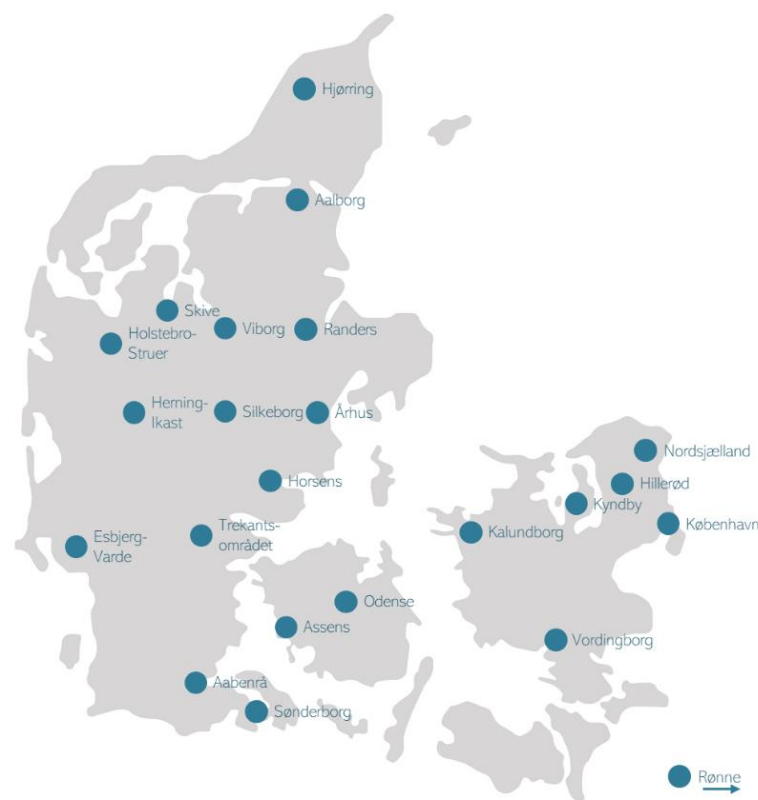 Hjørring
Aalborg
Skive
Viborg
Randers
Holstebro-
Struer
Herning-
Ikast
Silkeborg
Århus
Horsens
Nordsjælland
Hillerød
Kyndby
København
Kalundborg
Trekants-
området
Esbjerg-
Varde
Odense
Assens
Vordingborg
Aabenrå
Sønderborg
Rønne